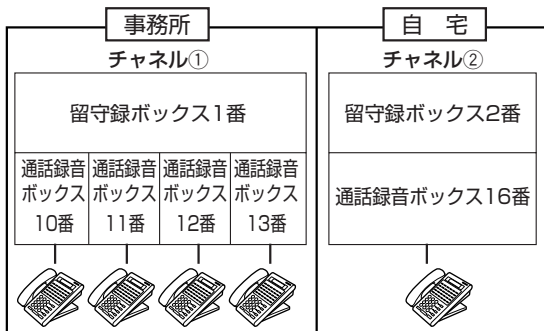 事務所
自　宅
チャネル①
チャネル②
留守録ボックス1番
留守録ボックス2番
通話録音ボックス10番
通話録音ボックス11番
通話録音ボックス12番
通話録音ボックス13番
通話録音ボックス16番